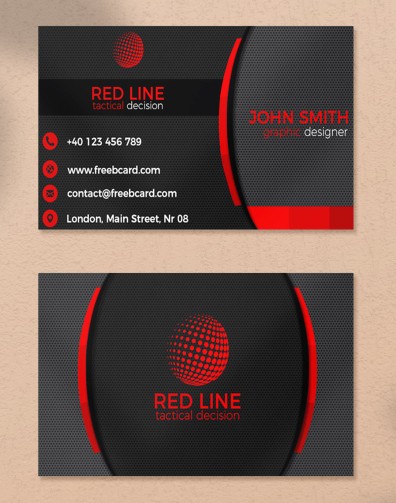 RED LINE
tactical decision
+40 123 456 789
www.freebcard.com
contact@freebcard.com
London, Main Street, Nr 08
JOHN SMITH
graphic designer
RED LINE
tactical decision